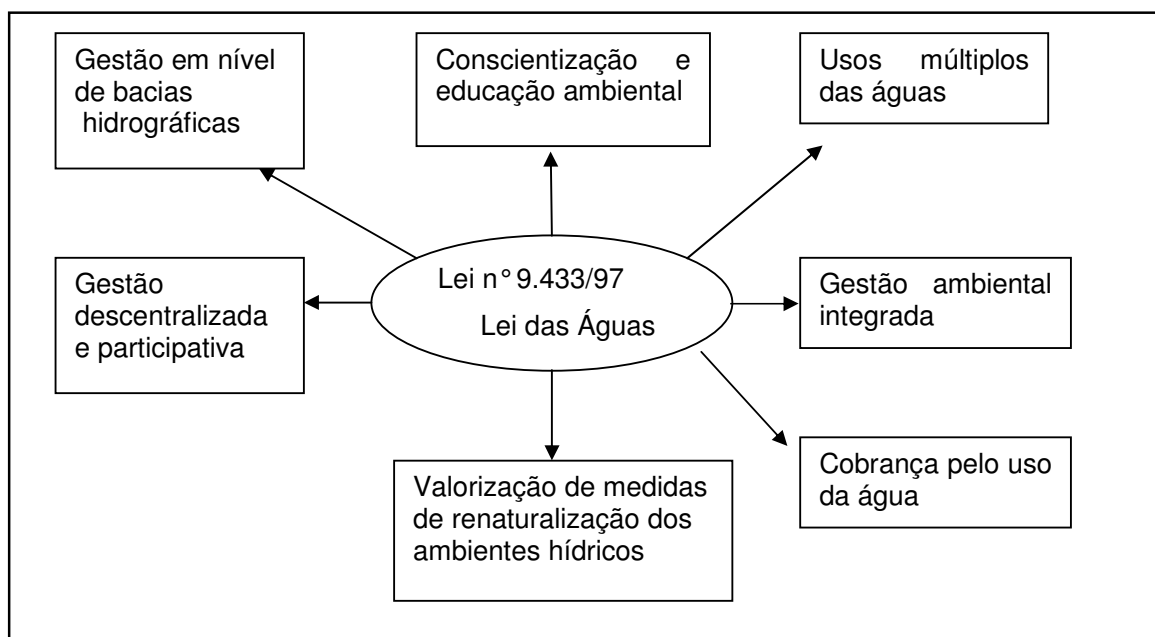 Gestão em nível
de bacias
hidrográficas
Conscientização e
educação ambiental
Usos múltiplos
das águas
Lei n° 9.433/97
Lei das Águas
Gestão
descentralizada
e participativa
Gestão ambiental
integrada
Valorização de medidas
de renaturalização dos
ambientes hídricos
Cobrança pelo uso
da água